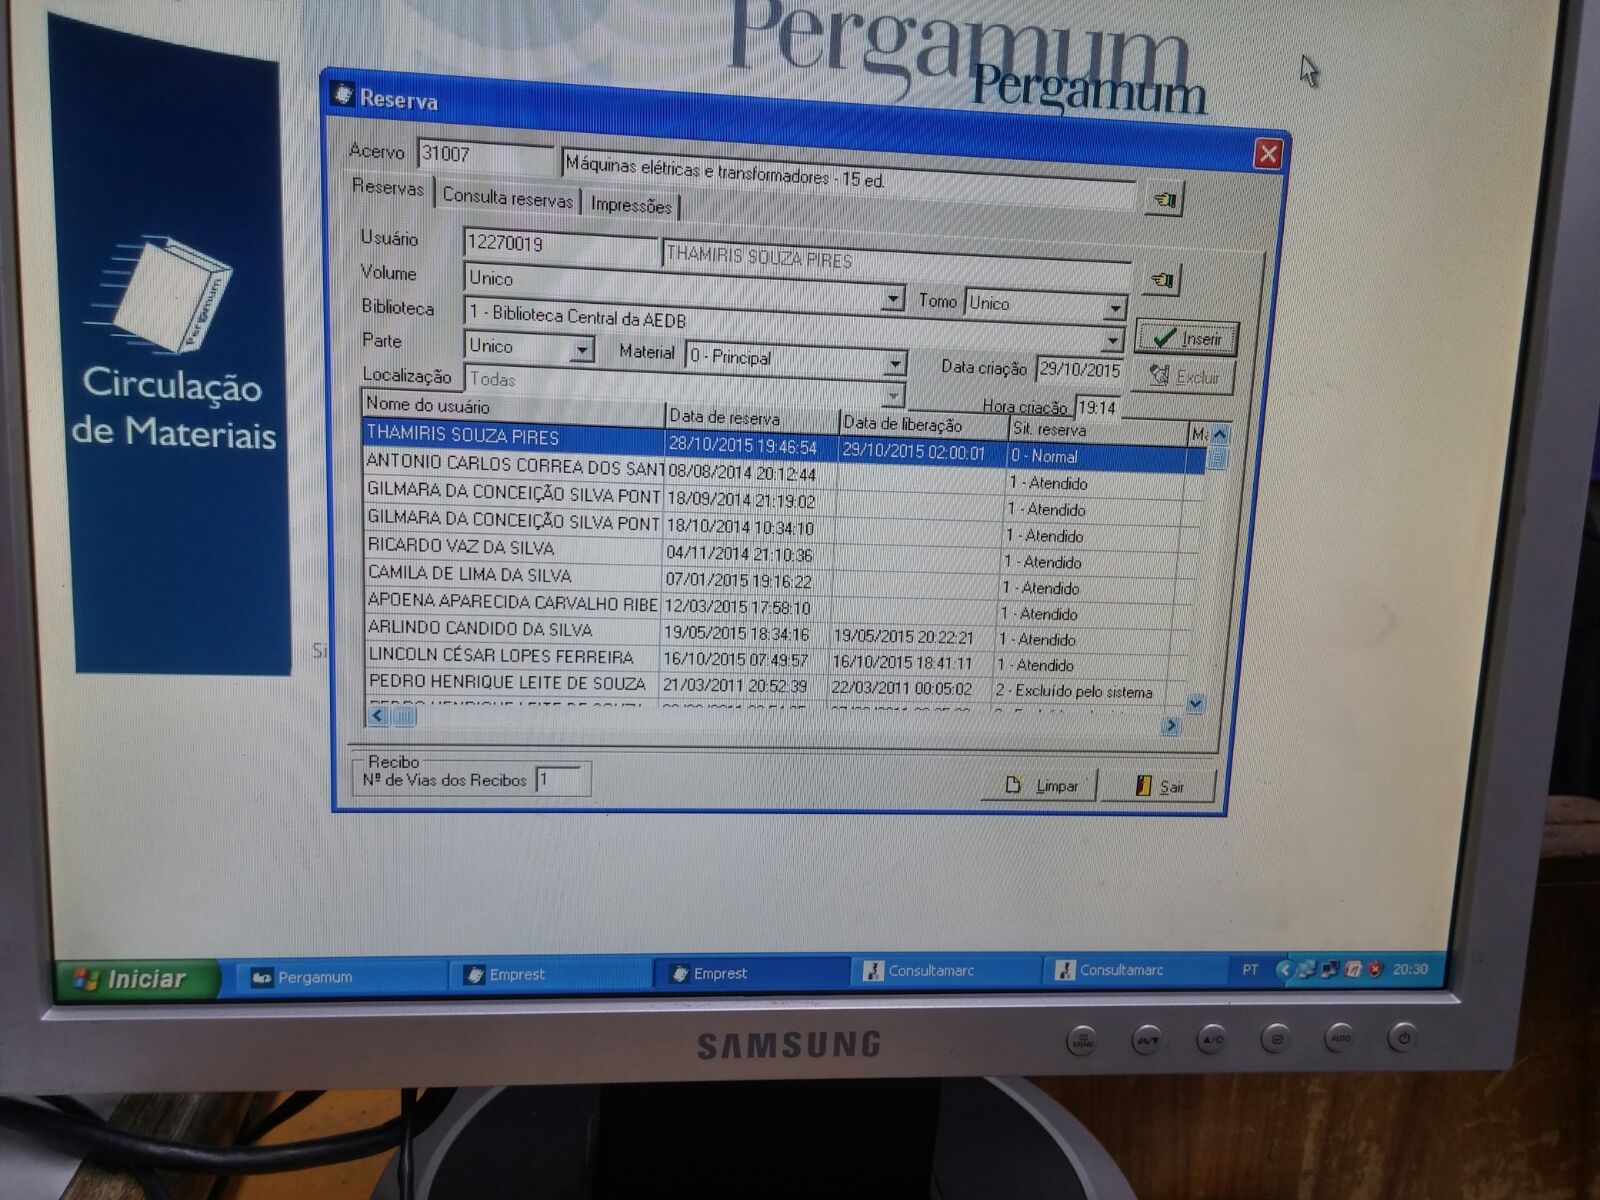 Pergamum
Pergamum
Reserva
Acervo 31007 Máquinas elétricas e transformadores - 15 ed.
Reservas Consulta reservas Impressões
Usuário 12270019 THAMIRIS SOUZA PIRES
Volume Unico Tomo Unico
Biblioteca 1 - Biblioteca Central da AEDB Inserir
Parte Unico Material 0 - Principal Data criação 29/10/2015 Excluir
Localização Todas Hora criação 19:14
Nome do usuário Data de reserva Data de liberação Sit. reserva
THAMIRIS SOUZA PIRES 28/10/2015 19:46:54 29/10/2015 02:00:01 0 - Normal
ANTONIO CARLOS CORREA DOS SANT 08/08/2014 20:12:44 1 - Atendido
GILMARA DA CONCEIÇÃO SILVA PONT 18/09/2014 21:19:02 1 - Atendido
GILMARA DA CONCEIÇÃO SILVA PONT 18/10/2014 10:34:10 1 - Atendido
RICARDO VAZ DA SILVA 04/11/2014 21:10:36 1 - Atendido
CAMILA DE LIMA DA SILVA 07/01/2015 19:16:22 1 - Atendido
APOENA APARECIDA CARVALHO RIBE 12/03/2015 17:58:10 1 - Atendido
ARLINDO CANDIDO DA SILVA 19/05/2015 18:34:16 19/05/2015 20:22:21 1 - Atendido
LINCOLN CÉSAR LOPES FERREIRA 16/10/2015 07:49:57 16/10/2015 18:41:11 1 - Atendido
PEDRO HENRIQUE LEITE DE SOUZA 21/03/2011 20:52:39 22/03/2011 00:05:02 2 - Excluído pelo sistema
Recibo
Nº de Vias dos Recibos 1
Limpar Sair
Pergamum
Circulação
de Materiais
Iniciar Pergamum Emprest Emprest Consultamarc Consultamarc PT 20:30
SAMSUNG
MENU AUTO